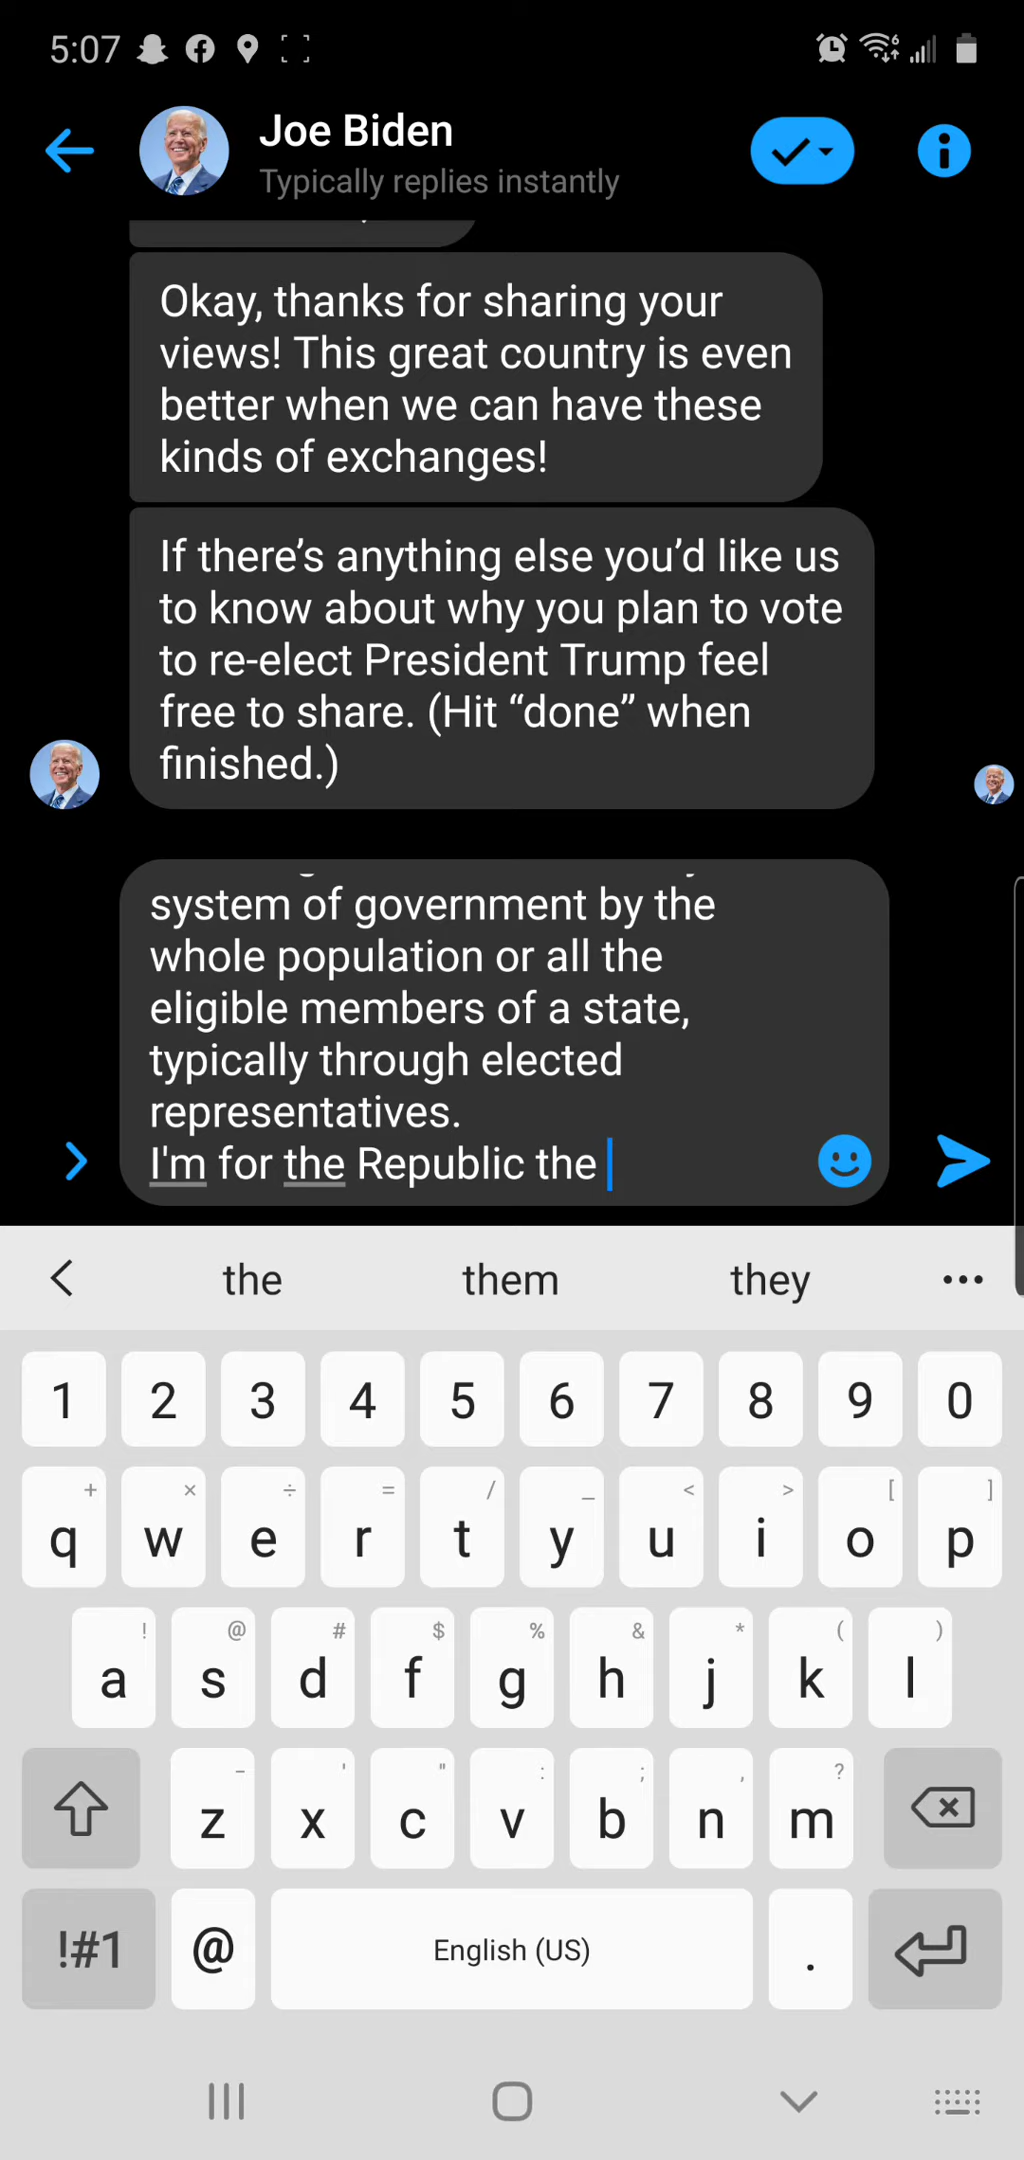 5:07
Joe Biden
Typically replies instantly
Okay, thanks for sharing your
views! This great country is even
better when we can have these
kinds of exchanges!
If there’s anything else you’d like us
to know about why you plan to vote
to re-elect President Trump feel
free to share. (Hit “done” when
finished.)
system of government by the
whole population or all the
eligible members of a state,
typically through elected
representatives.
I'm for the Republic the
the them they
1 2 3 4 5 6 7 8 9 0
+ × ÷ = / _ < > [ ]
q w e r t y u i o p
! @ # $ % & * ( )
a s d f g h j k l
- ' " : ; , ?
z x c v b n m
!#1 @ English (US) .